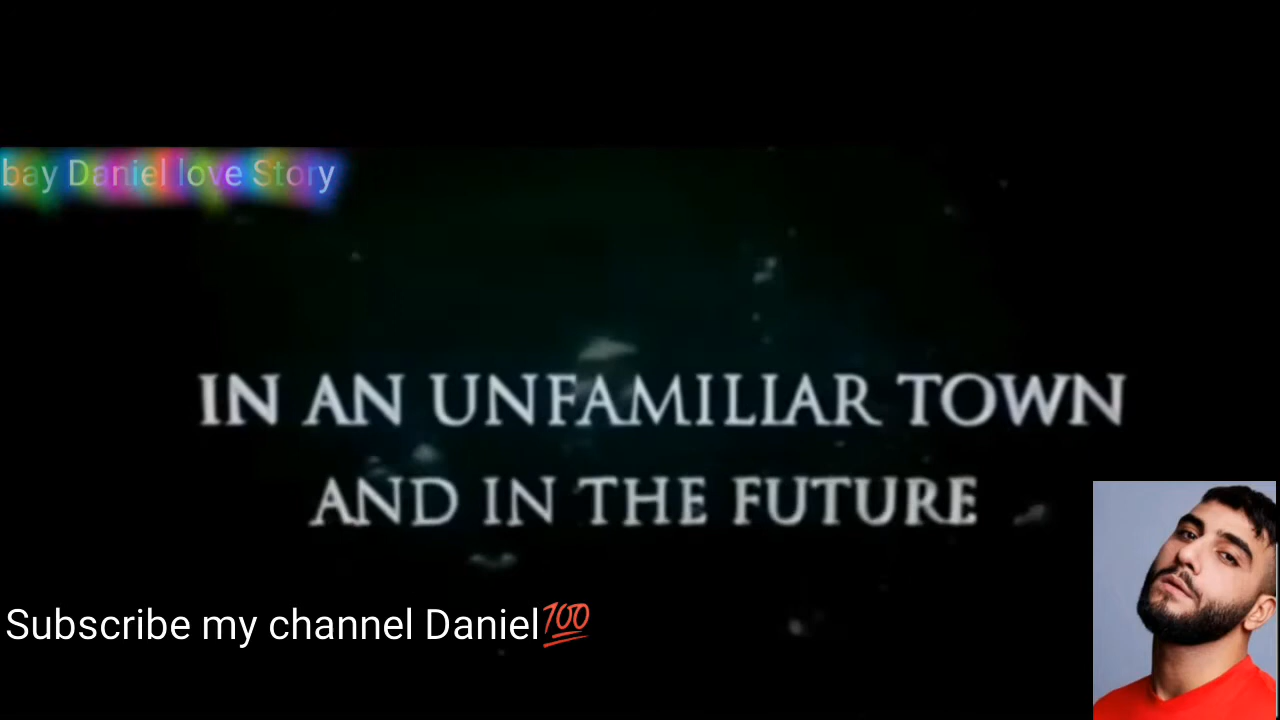 bay Daniel love Story
IN AN UNFAMILIAR TOWN
AND IN THE FUTURE
Subscribe my channel Daniel💯